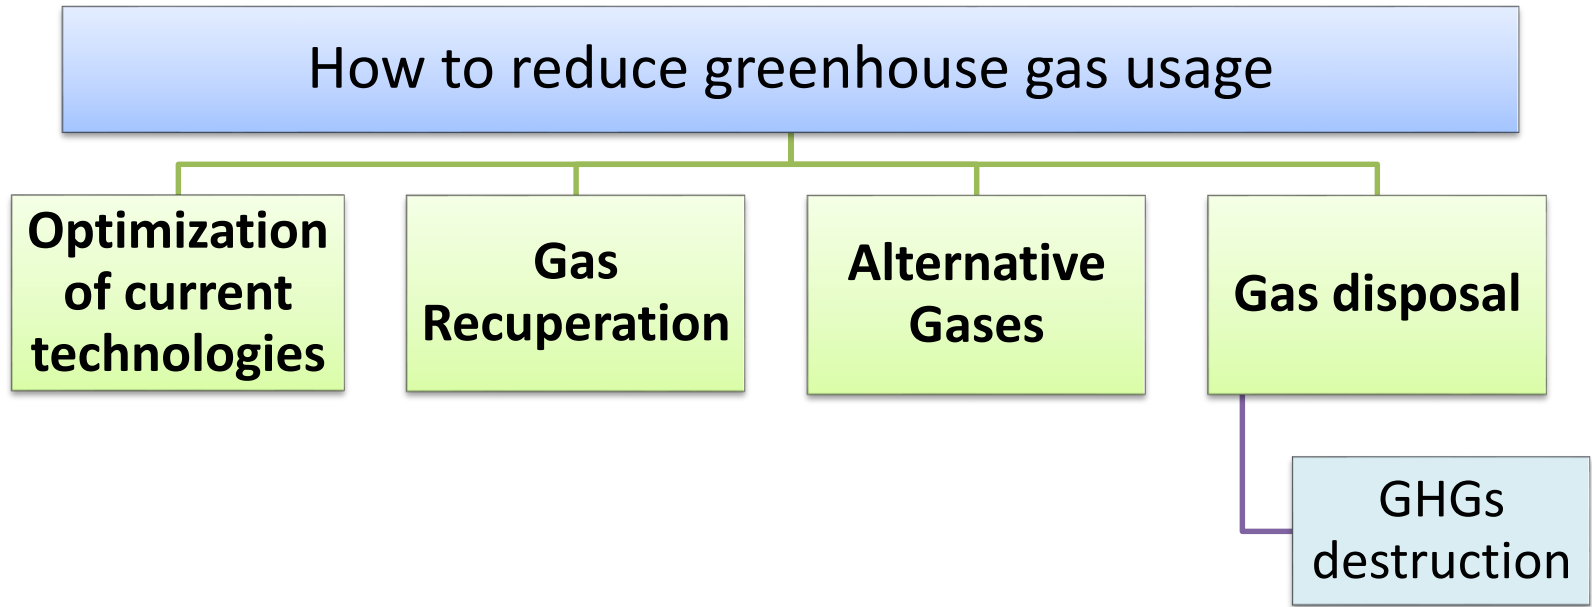 How to reduce greenhouse gas usage
Optimization
of current
technologies
Gas
Recuperation
Alternative
Gases
Gas disposal
GHGs
destruction